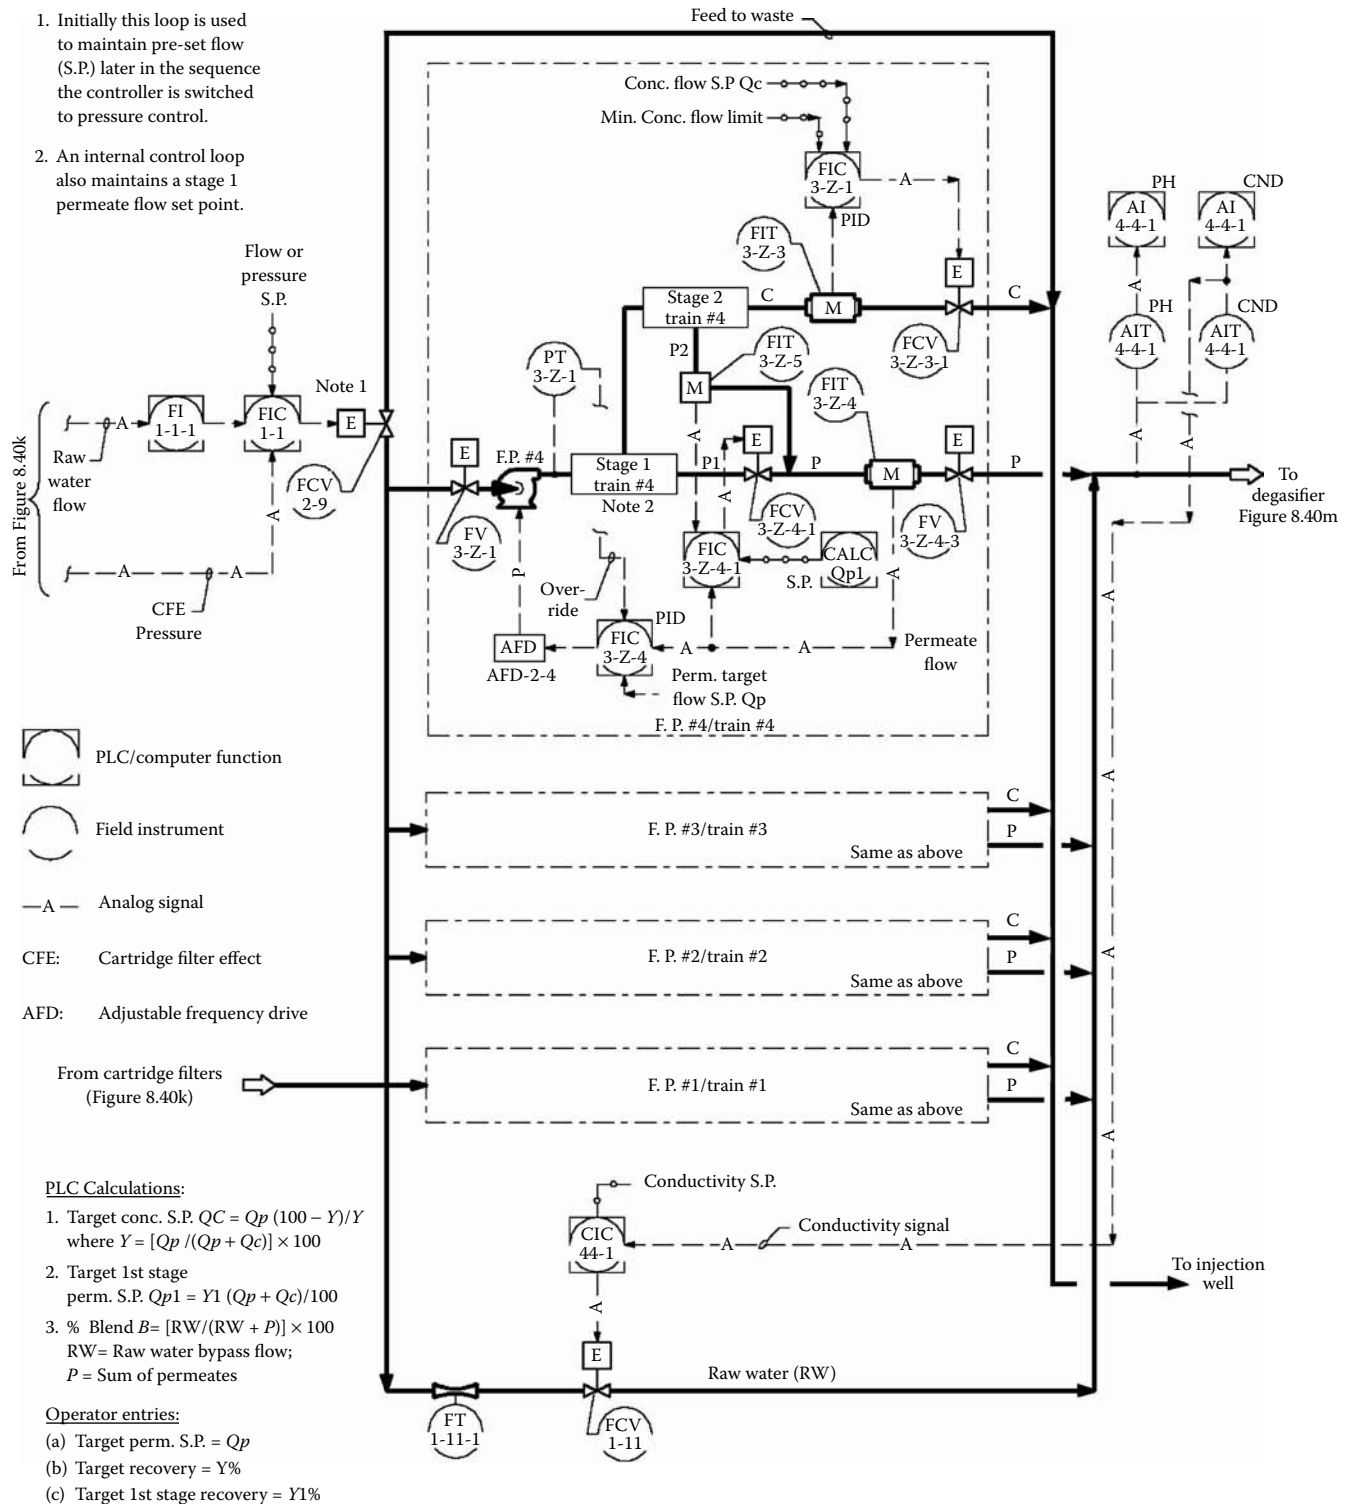 1. Initially this loop is used
to maintain pre-set flow
(S.P.) later in the sequence
the controller is switched
to pressure control.
2. An internal control loop
also maintains a stage 1
permeate flow set point.
Feed to waste
Conc. flow S.P Qc
Min. Conc. flow limit
FIC
3-Z-1
A
PID
FIT
3-Z-3
E
Stage 2
train #4
C
M
C
FCV
3-Z-3-1
P2
FIT
3-Z-5
M
PT
3-Z-1
FIT
3-Z-4
PH
AI
4-4-1
CND
AI
4-4-1
A
PH
AIT
4-4-1
CND
AIT
4-4-1
A
A
Flow or
pressure
S.P.
Note 1
From Figure 8.40k
A
FI
1-1-1
FIC
1-1
E
Raw
water
flow
FCV
2-9
A
A
A
CFE
Pressure
E
F.P. #4
FV
3-Z-1
Stage 1
train #4
Note 2
P1
E
A
A
P
M
E
P
FCV
3-Z-4-1
FV
3-Z-4-3
To
degasifier
Figure 8.40m
FIC
3-Z-4-1
S.P.
CALC
Qp1
A
P
Over-
ride
PID
AFD
AFD-2-4
FIC
3-Z-4
A
A
Permeate
flow
Perm. target
flow S.P. Qp
F. P. #4/train #4
A
PLC/computer function
Field instrument
A
Analog signal
CFE: Cartridge filter effect
AFD: Adjustable frequency drive
F. P. #3/train #3
Same as above
C
P
A
F. P. #2/train #2
Same as above
C
P
A
From cartridge filters
(Figure 8.40k)
F. P. #1/train #1
Same as above
C
P
A
Conductivity S.P.
CIC
44-1
Conductivity signal
A
A
A
To injection
well
E
Raw water (RW)
FT
1-11-1
FCV
1-11
PLC Calculations:
1. Target conc. S.P. QC = Qp (100 – Y)/Y
where Y = [Qp /(Qp + Qc)] × 100
2. Target 1st stage
perm. S.P. Qp1 = Y1 (Qp + Qc)/100
3. % Blend B= [RW/(RW + P)] × 100
RW= Raw water bypass flow;
P = Sum of permeates
Operator entries:
(a) Target perm. S.P. = Qp
(b) Target recovery = Y%
(c) Target 1st stage recovery = Y1%